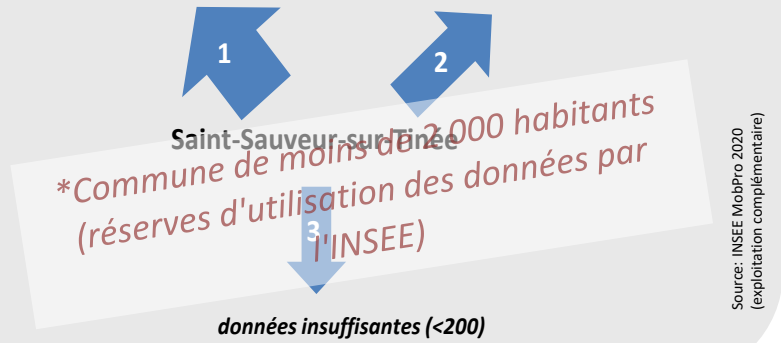 1
2
Saint-Sauveur-sur-Tinée
*Commune de moins de 2 000 habitants
(réserves d'utilisation des données par
l'INSEE)
3
données insuffisantes (<200)
Source: INSEE MobPro 2020
(exploitation complémentaire)